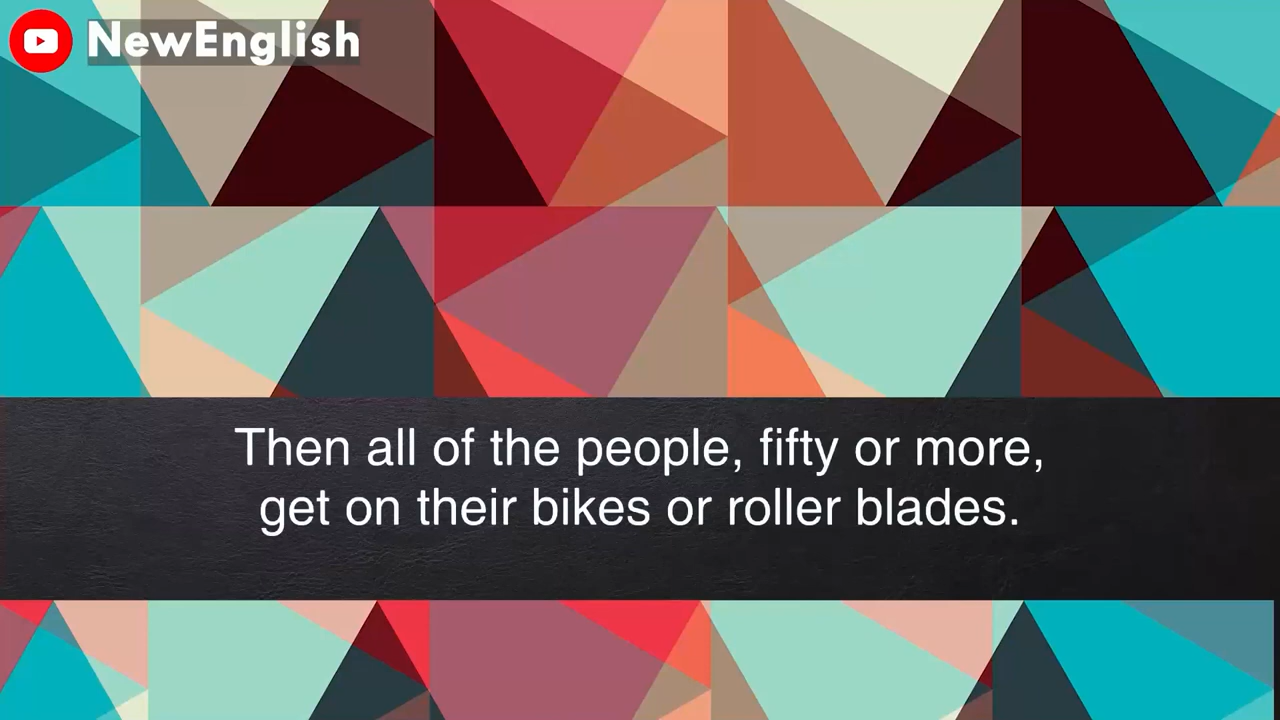 NewEnglish
Then all of the people, fifty or more,
get on their bikes or roller blades.